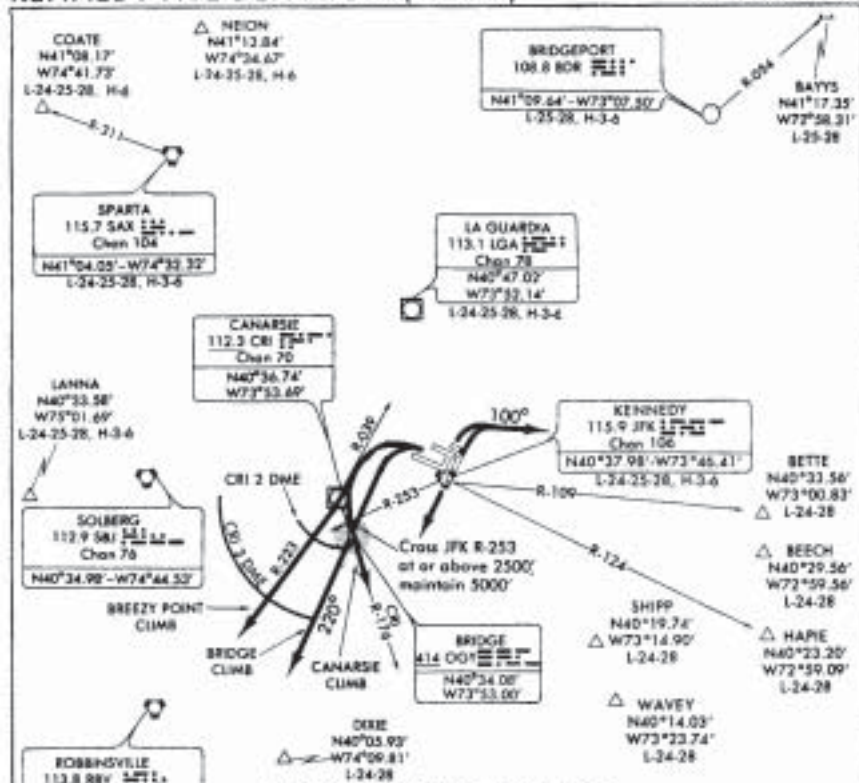 COATE
N41°08.17'
W74°41.73'
L-24-25-28, H-6
NEION
N41°13.84'
W74°34.67'
L-24-25-28, H-6
BRIDGEPORT
108.8 BDR
N41°09.64'-W73°07.50'
L-25-28, H-3-6
R-054
BAYYS
N41°17.35'
W72°58.31'
L-25-28
R-311
SPARTA
115.7 SAX
Chan 104
N41°04.05'-W74°32.32'
L-24-25-28, H-3-6
LA GUARDIA
113.1 LGA
Chan 78
N40°47.02'
W73°52.14'
L-24-25-28, H-3-6
CANARSIE
112.3 CRI
Chan 70
N40°36.74'
W73°53.69'
LANNA
N40°33.58'
W75°01.69'
L-24-25-28, H-3-6
R-039
100°
KENNEDY
115.9 JFK
Chan 106
N40°37.98'-W73°46.41'
L-24-25-28, H-3-6
BETTE
N40°33.56'
W73°00.83'
L-24-28
CRI 2 DME
R-253
R-109
SOLBERG
112.9 SBJ
Chan 76
N40°34.98'-W74°44.53'
CRI 3 DME
R-223
Cross JFK R-253
at or above 2500',
maintain 5000'
R-124
BEECH
N40°29.56'
W72°59.56'
L-24-28
BREEZY POINT
CLIMB
220°
CRI
R-176
SHIPP
N40°19.74'
W73°14.90'
L-24-28
BRIDGE
CLIMB
CANARSIE
CLIMB
BRIDGE
414 OGY
N40°34.08'
W73°53.00'
HAPIE
N40°23.20'
W72°59.09'
L-24-28
WAVEY
N40°14.03'
W73°23.74'
L-24-28
DIXIE
N40°05.93'
W74°09.81'
L-24-28
ROBBINSVILLE
113.8 RBV